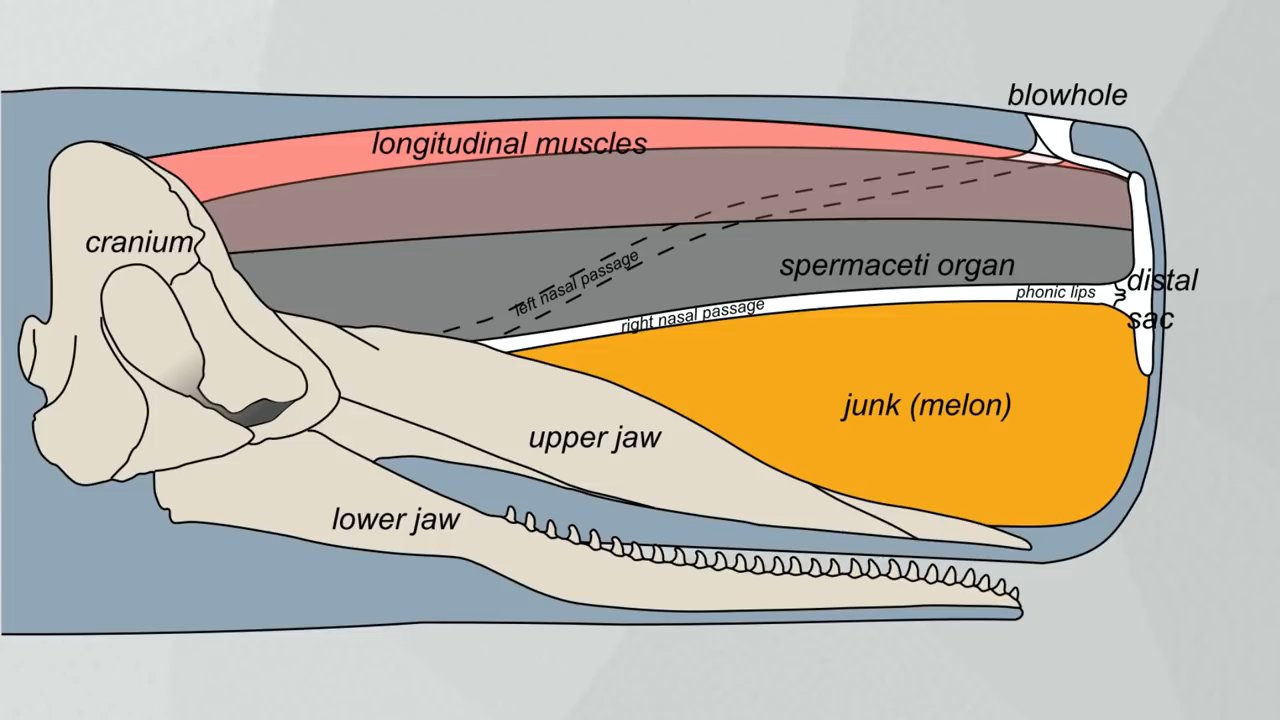 blowhole
longitudinal muscles
cranium
spermaceti organ
left nasal passage
distal
sac
phonic lips
right nasal passage
junk (melon)
upper jaw
lower jaw